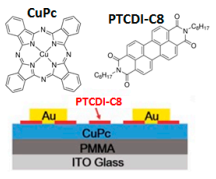 CuPc
PTCDI-C8
N
N
N
N
Cu
N
N
N
N
O
O
C₈H₁₇-N
N-C₈H₁₇
O
O
PTCDI-C8
Au
Au
CuPc
PMMA
ITO Glass